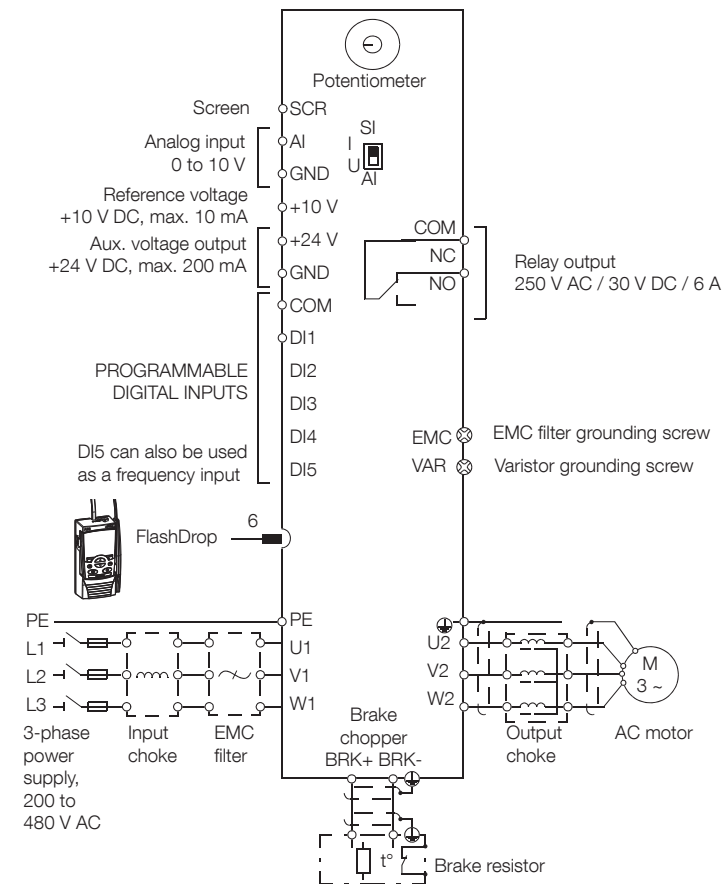 Potentiometer
Screen
SCR
SI
Analog input
0 to 10 V
AI
I
U
AI
GND
Reference voltage
+10 V DC, max. 10 mA
+10 V
Aux. voltage output
+24 V DC, max. 200 mA
+24 V
GND
COM
NC
NO
Relay output
250 V AC / 30 V DC / 6 A
COM
DI1
PROGRAMMABLE
DIGITAL INPUTS
DI2
DI3
DI4
DI5 can also be used
as a frequency input
DI5
EMC
EMC filter grounding screw
VAR
Varistor grounding screw
FlashDrop
6
PE
PE
L1
U1
U2
L2
V1
V2
L3
W1
W2
M
3 ~
3-phase
power
supply,
200 to
480 V AC
Input
choke
EMC
filter
Brake
chopper
BRK+ BRK-
Output
choke
AC motor
t°
Brake resistor